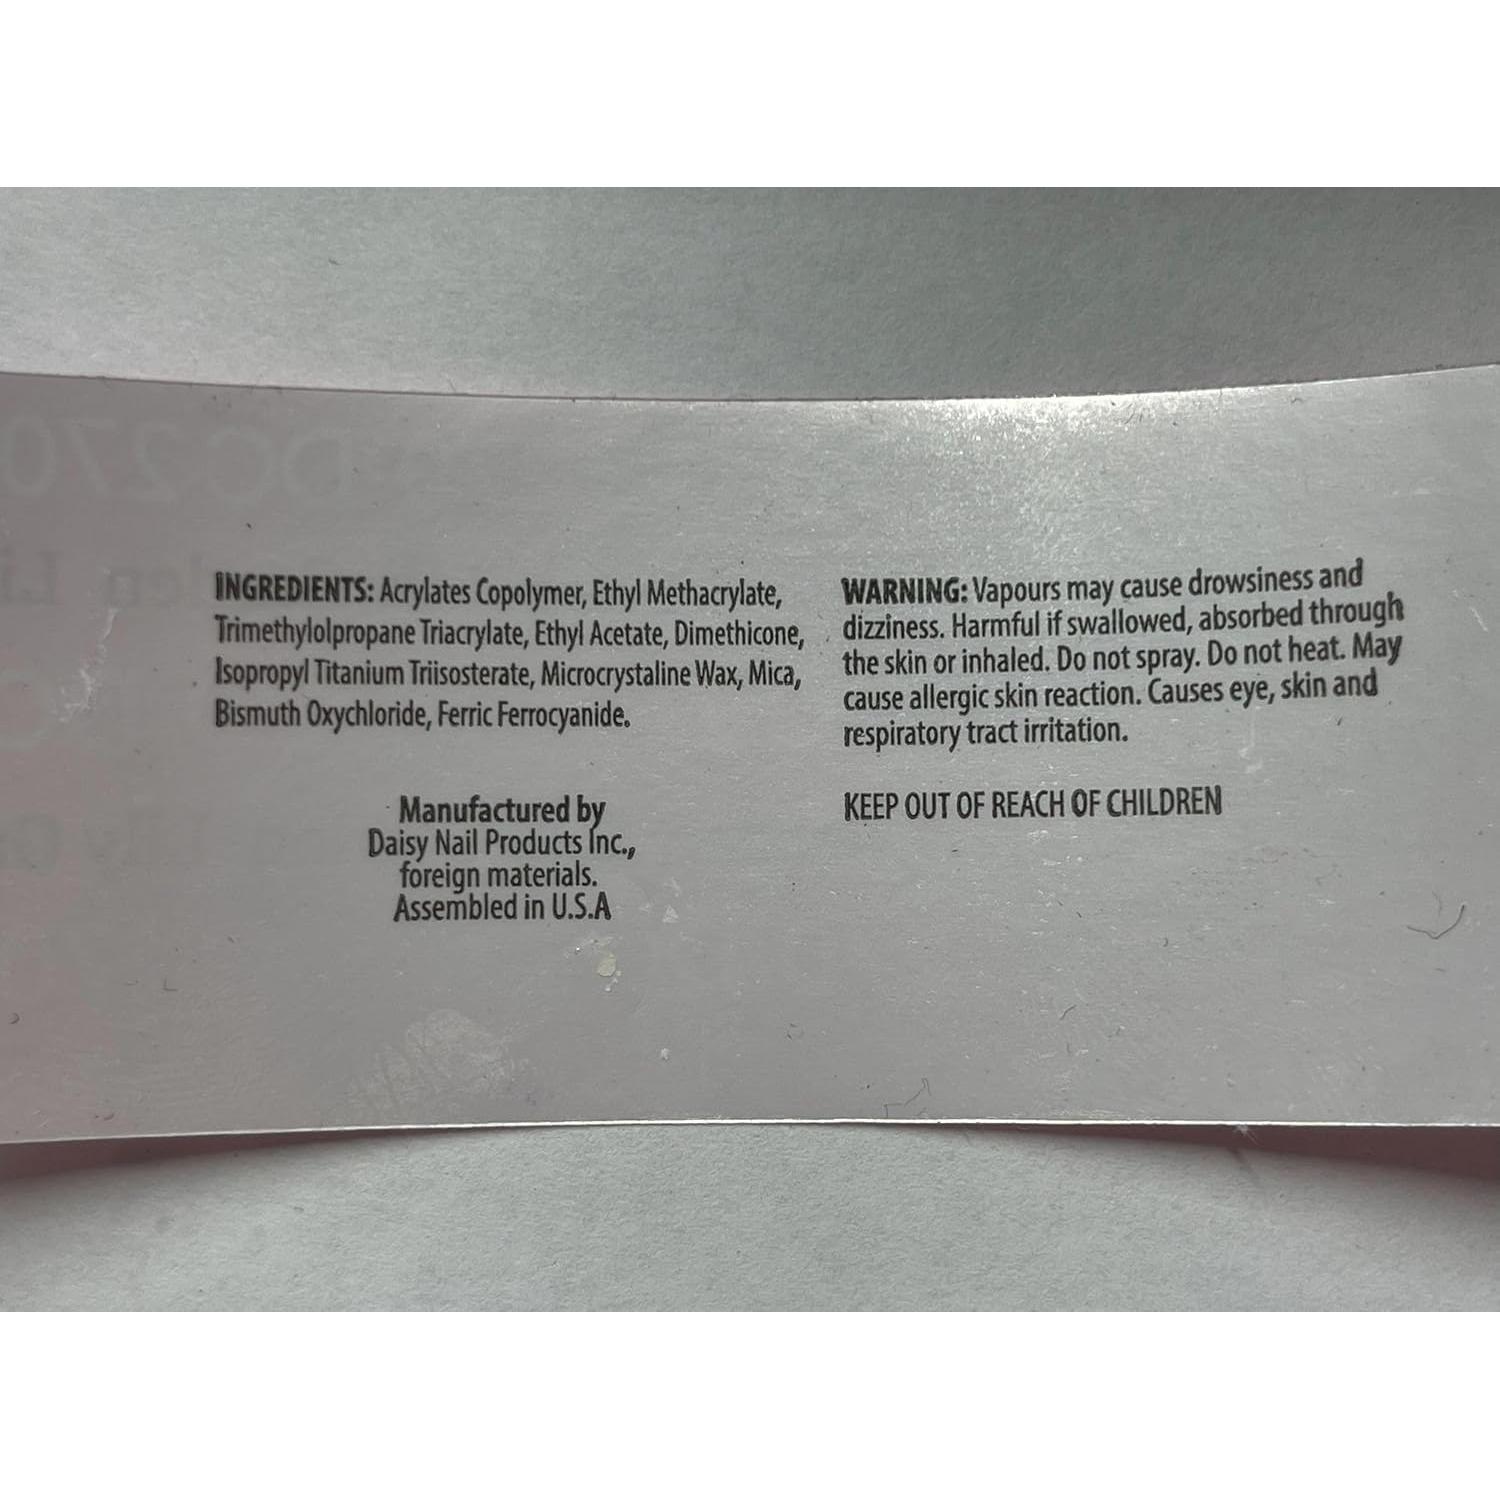 INGREDIENTS: Acrylates Copolymer, Ethyl Methacrylate,
Trimethylolpropane Triacrylate, Ethyl Acetate, Dimethicone,
Isopropyl Titanium Triisosterate, Microcrystaline Wax, Mica,
Bismuth Oxychloride, Ferric Ferrocyanide.
Manufactured by
Daisy Nail Products Inc.,
foreign materials.
Assembled in U.S.A
WARNING: Vapours may cause drowsiness and
dizziness. Harmful if swallowed, absorbed through
the skin or inhaled. Do not spray. Do not heat. May
cause allergic skin reaction. Causes eye, skin and
respiratory tract irritation.
KEEP OUT OF REACH OF CHILDREN
DC 270